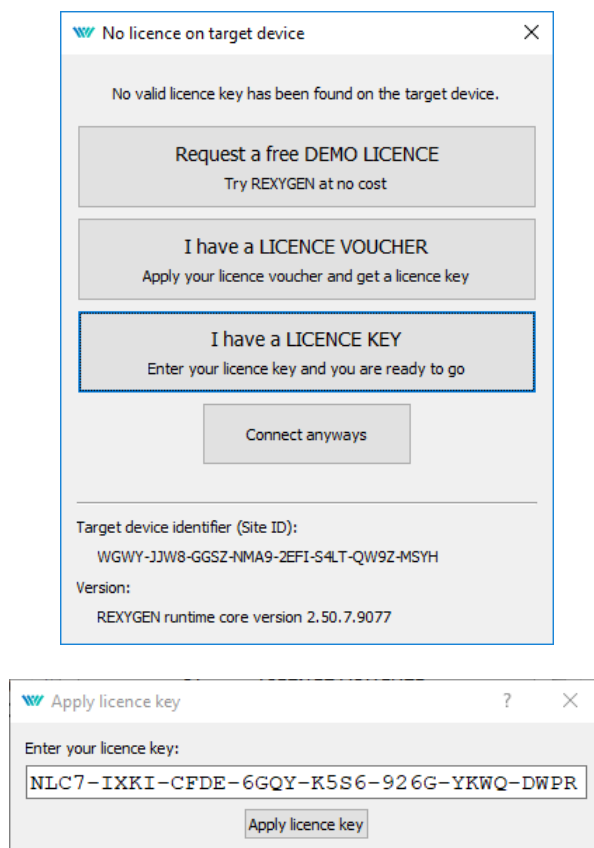 No licence on target device
No valid licence key has been found on the target device.
Request a free DEMO LICENCE
Try REXYGEN at no cost
I have a LICENCE VOUCHER
Apply your licence voucher and get a licence key
I have a LICENCE KEY
Enter your licence key and you are ready to go
Connect anyways
Target device identifier (Site ID):
WGWY-JJW8-GGSZ-NMA9-2EFI-S4LT-QW9Z-MSYH
Version:
REXYGEN runtime core version 2.50.7.9077
Apply licence key ?
Enter your licence key:
NLC7-IXKI-CFDE-6GQY-K5S6-926G-YKWQ-DWPR
Apply licence key